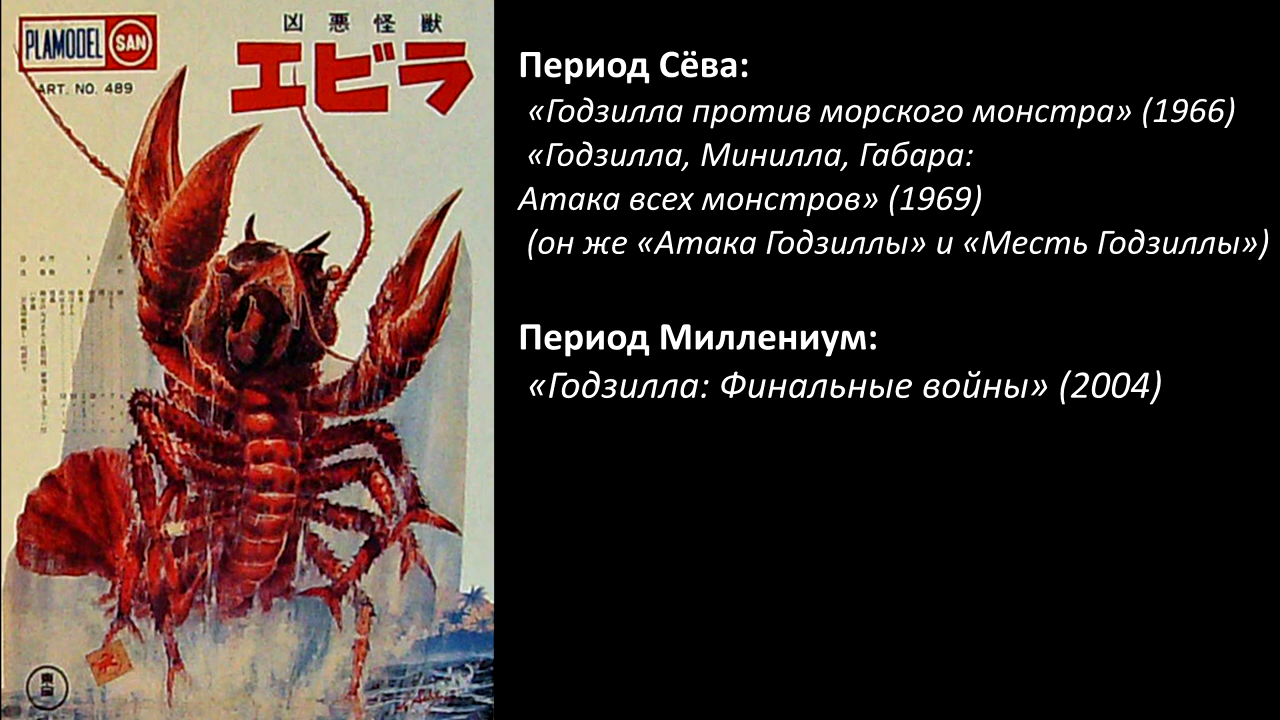 PLAMODEL SAN
ART. NO. 489
凶悪怪獣
エビラ
東宝
Период Сёва:
«Годзилла против морского монстра» (1966)
«Годзилла, Минилла, Габара:
Атака всех монстров» (1969)
(он же «Атака Годзиллы» и «Месть Годзиллы»)
Период Миллениум:
«Годзилла: Финальные войны» (2004)